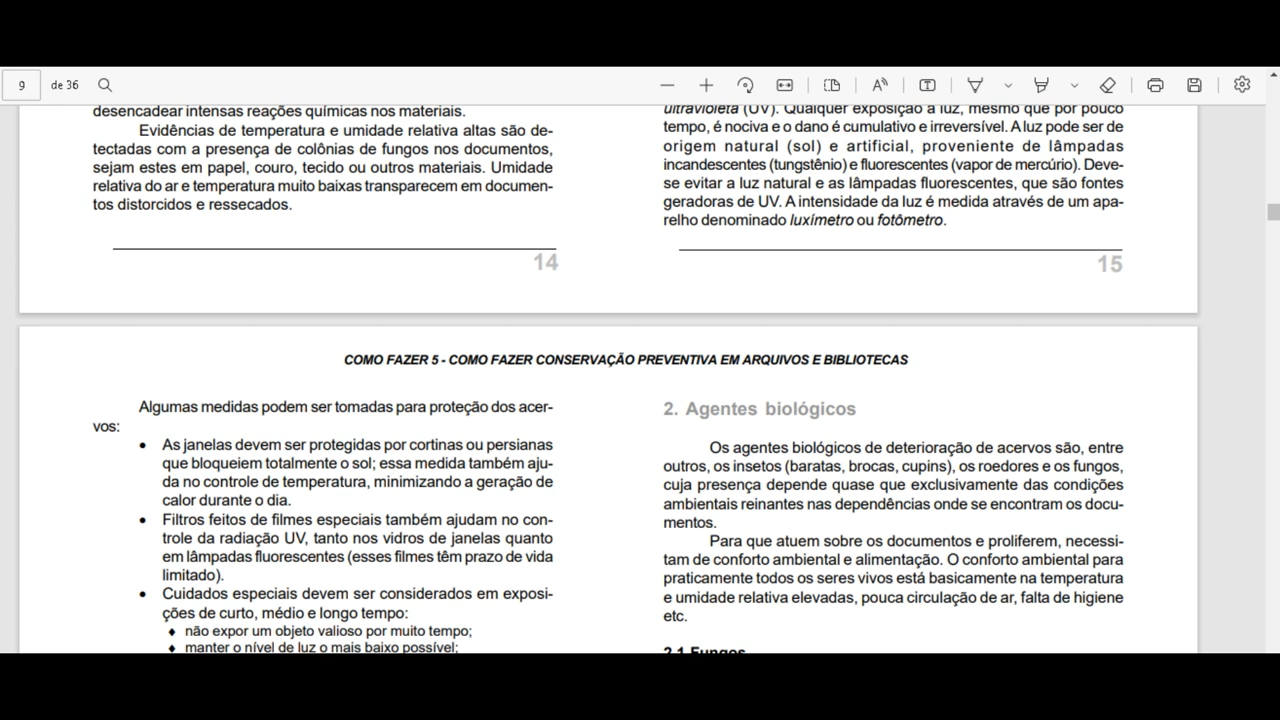 9 de 36
desencadear intensas reações químicas nos materiais.
Evidências de temperatura e umidade relativa altas são de-
tectadas com a presença de colônias de fungos nos documentos,
sejam estes em papel, couro, tecido ou outros materiais. Umidade
relativa do ar e temperatura muito baixas transparecem em documen-
tos distorcidos e ressecados.
14
ultravioleta (UV). Qualquer exposição à luz, mesmo que por pouco
tempo, é nociva e o dano é cumulativo e irreversível. A luz pode ser de
origem natural (sol) e artificial, proveniente de lâmpadas
incandescentes (tungstênio) e fluorescentes (vapor de mercúrio). Deve-
se evitar a luz natural e as lâmpadas fluorescentes, que são fontes
geradoras de UV. A intensidade da luz é medida através de um apa-
relho denominado luxímetro ou fotômetro.
15
COMO FAZER 5 - COMO FAZER CONSERVAÇÃO PREVENTIVA EM ARQUIVOS E BIBLIOTECAS
Algumas medidas podem ser tomadas para proteção dos acer-
vos:
• As janelas devem ser protegidas por cortinas ou persianas
que bloqueiem totalmente o sol; essa medida também aju-
da no controle de temperatura, minimizando a geração de
calor durante o dia.
• Filtros feitos de filmes especiais também ajudam no con-
trole da radiação UV, tanto nos vidros de janelas quanto
em lâmpadas fluorescentes (esses filmes têm prazo de vida
limitado).
• Cuidados especiais devem ser considerados em exposi-
ções de curto, médio e longo tempo:
♦ não expor um objeto valioso por muito tempo;
♦ manter o nível de luz o mais baixo possível;
2. Agentes biológicos
Os agentes biológicos de deterioração de acervos são, entre
outros, os insetos (baratas, brocas, cupins), os roedores e os fungos,
cuja presença depende quase que exclusivamente das condições
ambientais reinantes nas dependências onde se encontram os docu-
mentos.
Para que atuem sobre os documentos e proliferem, necessi-
tam de conforto ambiental e alimentação. O conforto ambiental para
praticamente todos os seres vivos está basicamente na temperatura
e umidade relativa elevadas, pouca circulação de ar, falta de higiene
etc.
2.1 Fungos